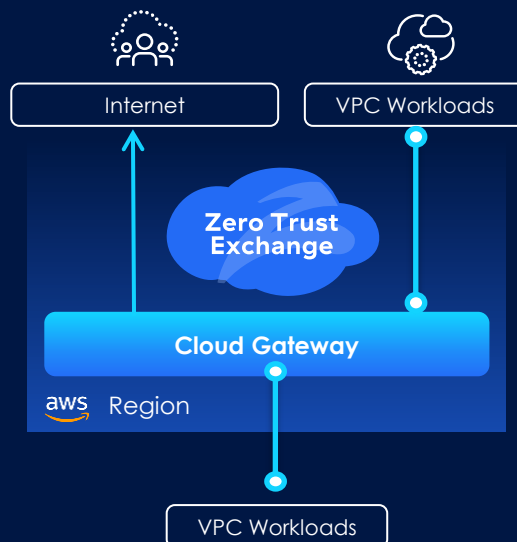 Internet
VPC Workloads
Zero Trust
Exchange
Cloud Gateway
aws Region
VPC Workloads